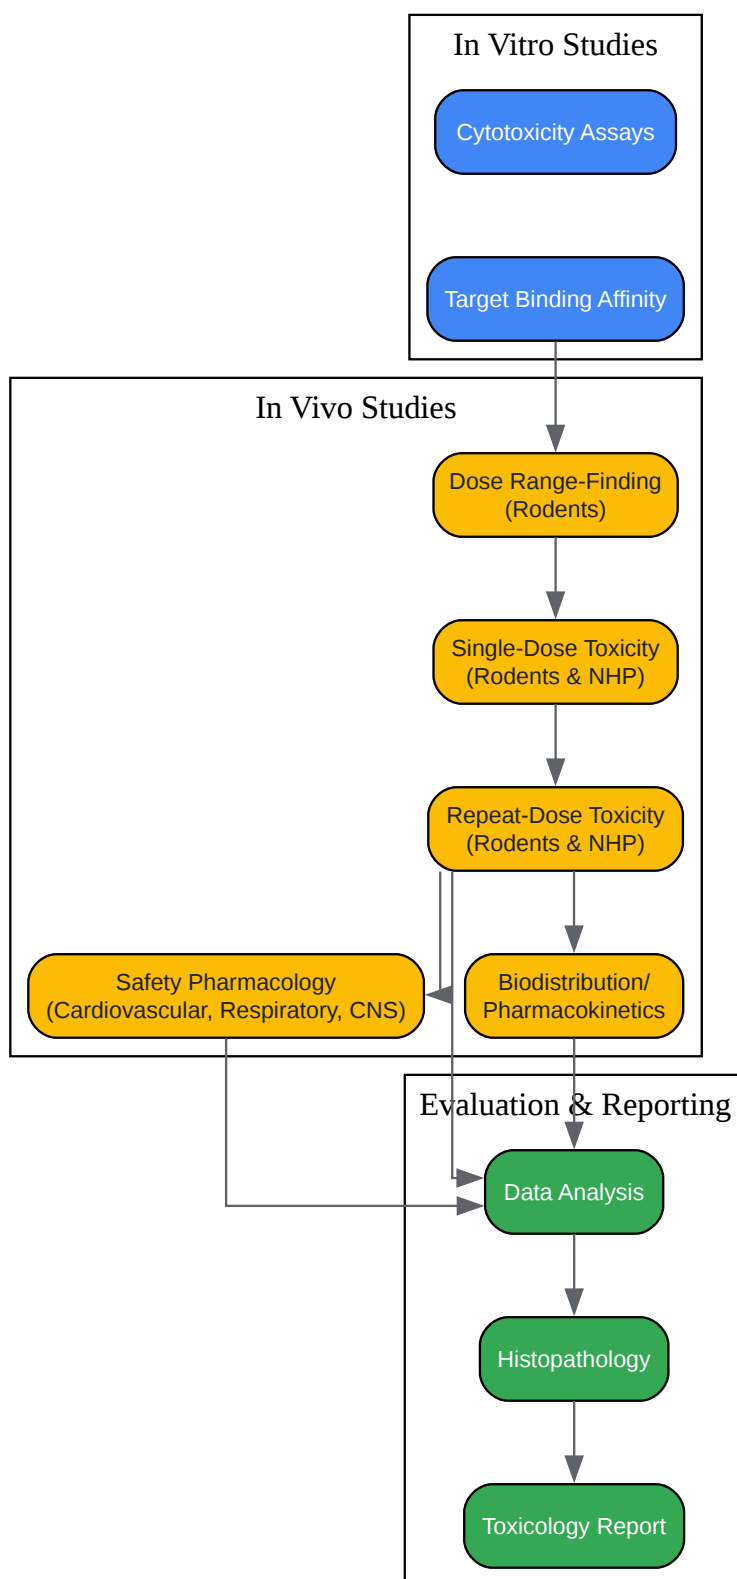 In Vitro Studies
Cytotoxicity Assays
Target Binding Affinity
In Vivo Studies
Dose Range-Finding
(Rodents)
Single-Dose Toxicity
(Rodents & NHP)
Repeat-Dose Toxicity
(Rodents & NHP)
Safety Pharmacology
(Cardiovascular, Respiratory, CNS)
Biodistribution/
Pharmacokinetics
Evaluation & Reporting
Data Analysis
Histopathology
Toxicology Report